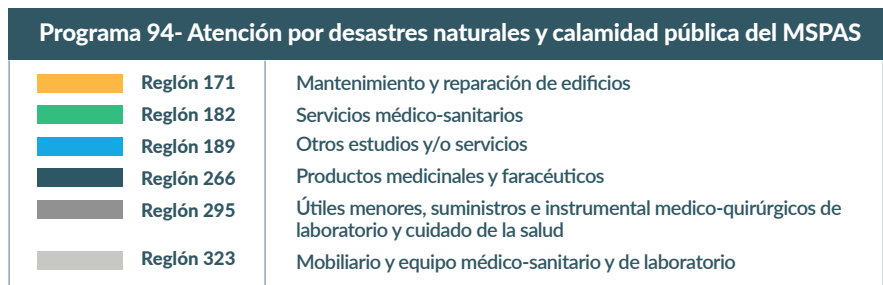 Programa 94- Atención por desastres naturales y calamidad pública del MSPAS
Reglón 171 Mantenimiento y reparación de edificios
Reglón 182 Servicios médico-sanitarios
Reglón 189 Otros estudios y/o servicios
Reglón 266 Productos medicinales y faracéuticos
Reglón 295 Útiles menores, suministros e instrumental medico-quirúrgicos de
laboratorio y cuidado de la salud
Reglón 323 Mobiliario y equipo médico-sanitario y de laboratorio